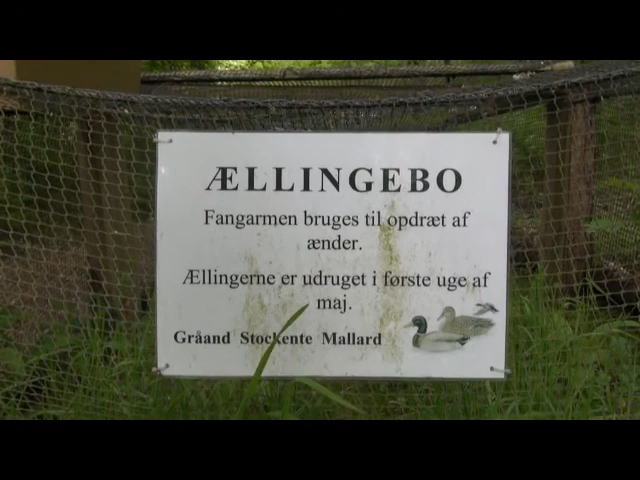 ÆLLINGEBO
Fangarmen bruges til opdræt af
ænder.
Ællingerne er udruget i første uge af
maj.
Gråand Stockente Mallard